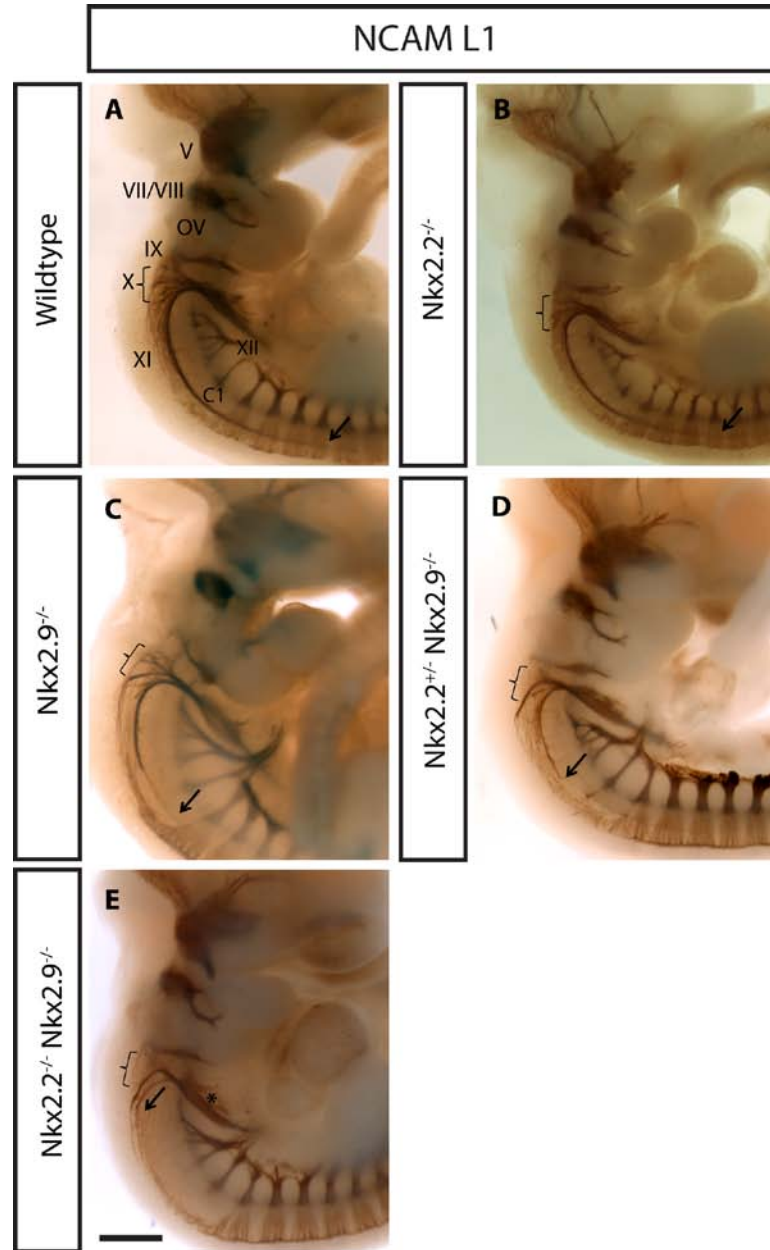 NCAM L1
Wildtype
A
V
VII/VIII
OV
IX
X
XI
XII
C1
Nkx2.2-/-
B
Nkx2.9-/-
C
Nkx2.2+/- Nkx2.9-/-
D
Nkx2.2-/- Nkx2.9-/-
E
*